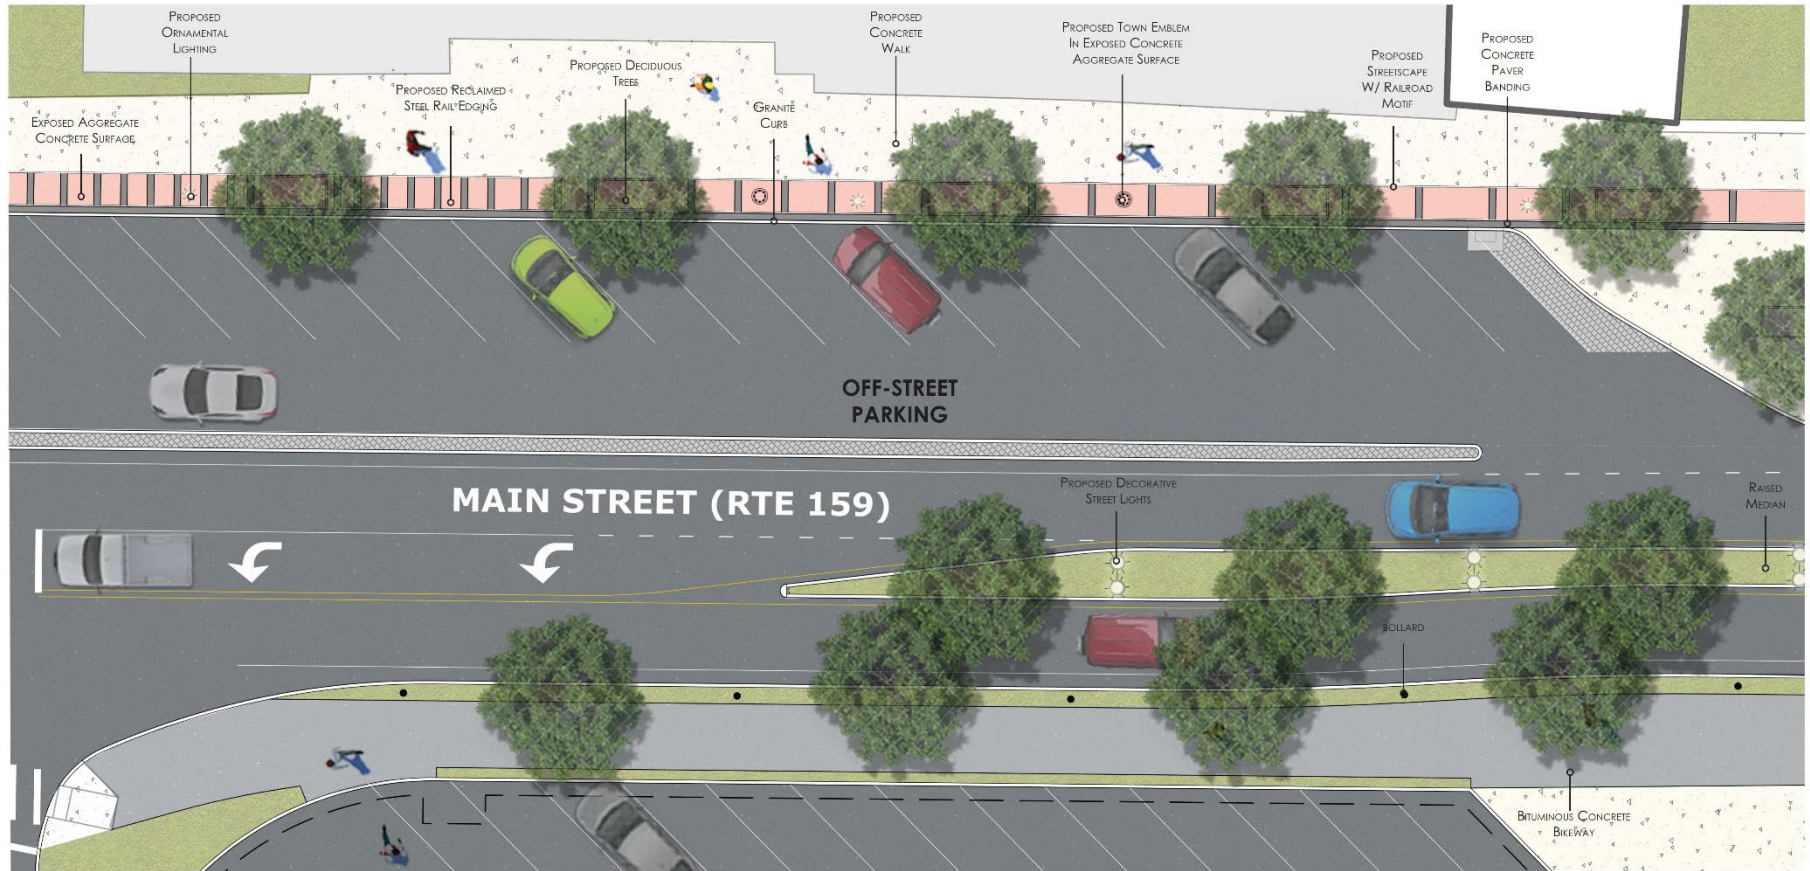 PROPOSED
ORNAMENTAL
LIGHTING
PROPOSED
CONCRETE
WALK
PROPOSED TOWN EMBLEM
IN EXPOSED CONCRETE
AGGREGATE SURFACE
PROPOSED
STREETSCAPE
W/ RAILROAD
MOTIF
PROPOSED
CONCRETE
PAVER
BANDING
EXPOSED AGGREGATE
CONCRETE SURFACE
PROPOSED RECLAIMED
STEEL RAIL EDGING
PROPOSED DECIDUOUS
TREES
GRANITE
CURB
OFF-STREET
PARKING
MAIN STREET (RTE 159)
PROPOSED DECORATIVE
STREET LIGHTS
RAISED
MEDIAN
BOLLARD
BITUMINOUS CONCRETE
BIKEWAY